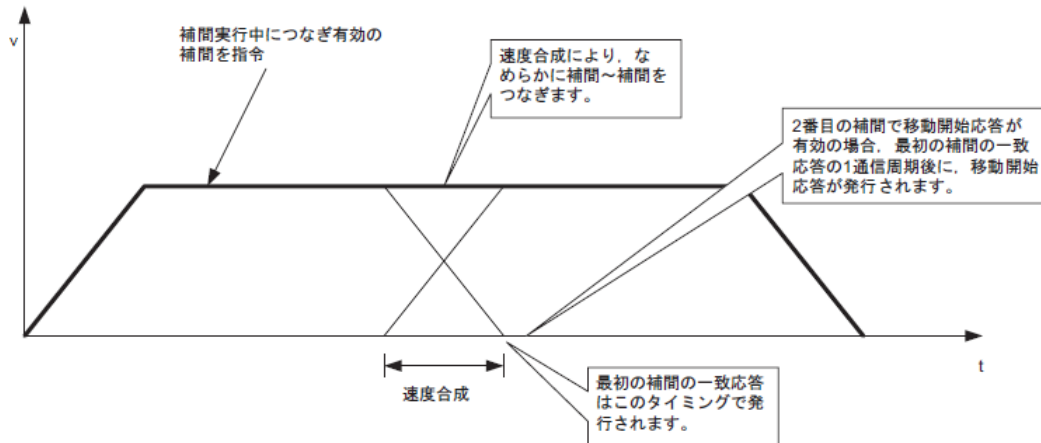 v
補間実行中につなぎ有効の
補間を指令
速度合成により，な
めらかに補間～補間を
つなぎます。
2番目の補間で移動開始応答が
有効の場合，最初の補間の一致
応答の1通信周期後に，移動開始
応答が発行されます。
t
速度合成
最初の補間の一致応答
はこのタイミングで発
行されます。